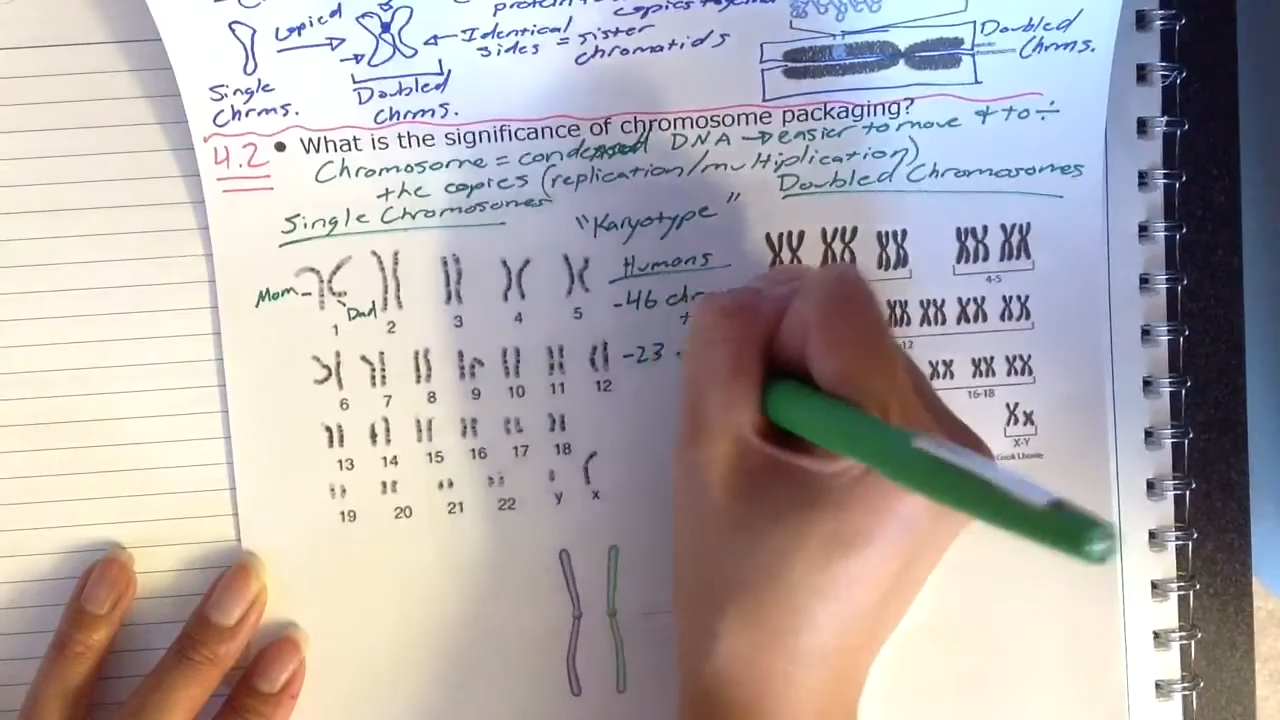 copied
Single
Chrms.
Doubled
Chrms.
Identical
sides = sister
chromatids
copies
Doubled
Chrms.
4.2
• What is the significance of chromosome packaging?
Chromosome = condensed DNA → easier to move & to ÷
the copies (replication/multiplication)
Single Chromosomes
"Karyotype"
Doubled Chromosomes
Mom
Dad
Humans
-46
-23
1 2 3 4 5
6 7 8 9 10 11 12
13 14 15 16 17 18
19 20 21 22 y x
4-5
12
16-18
X-Y